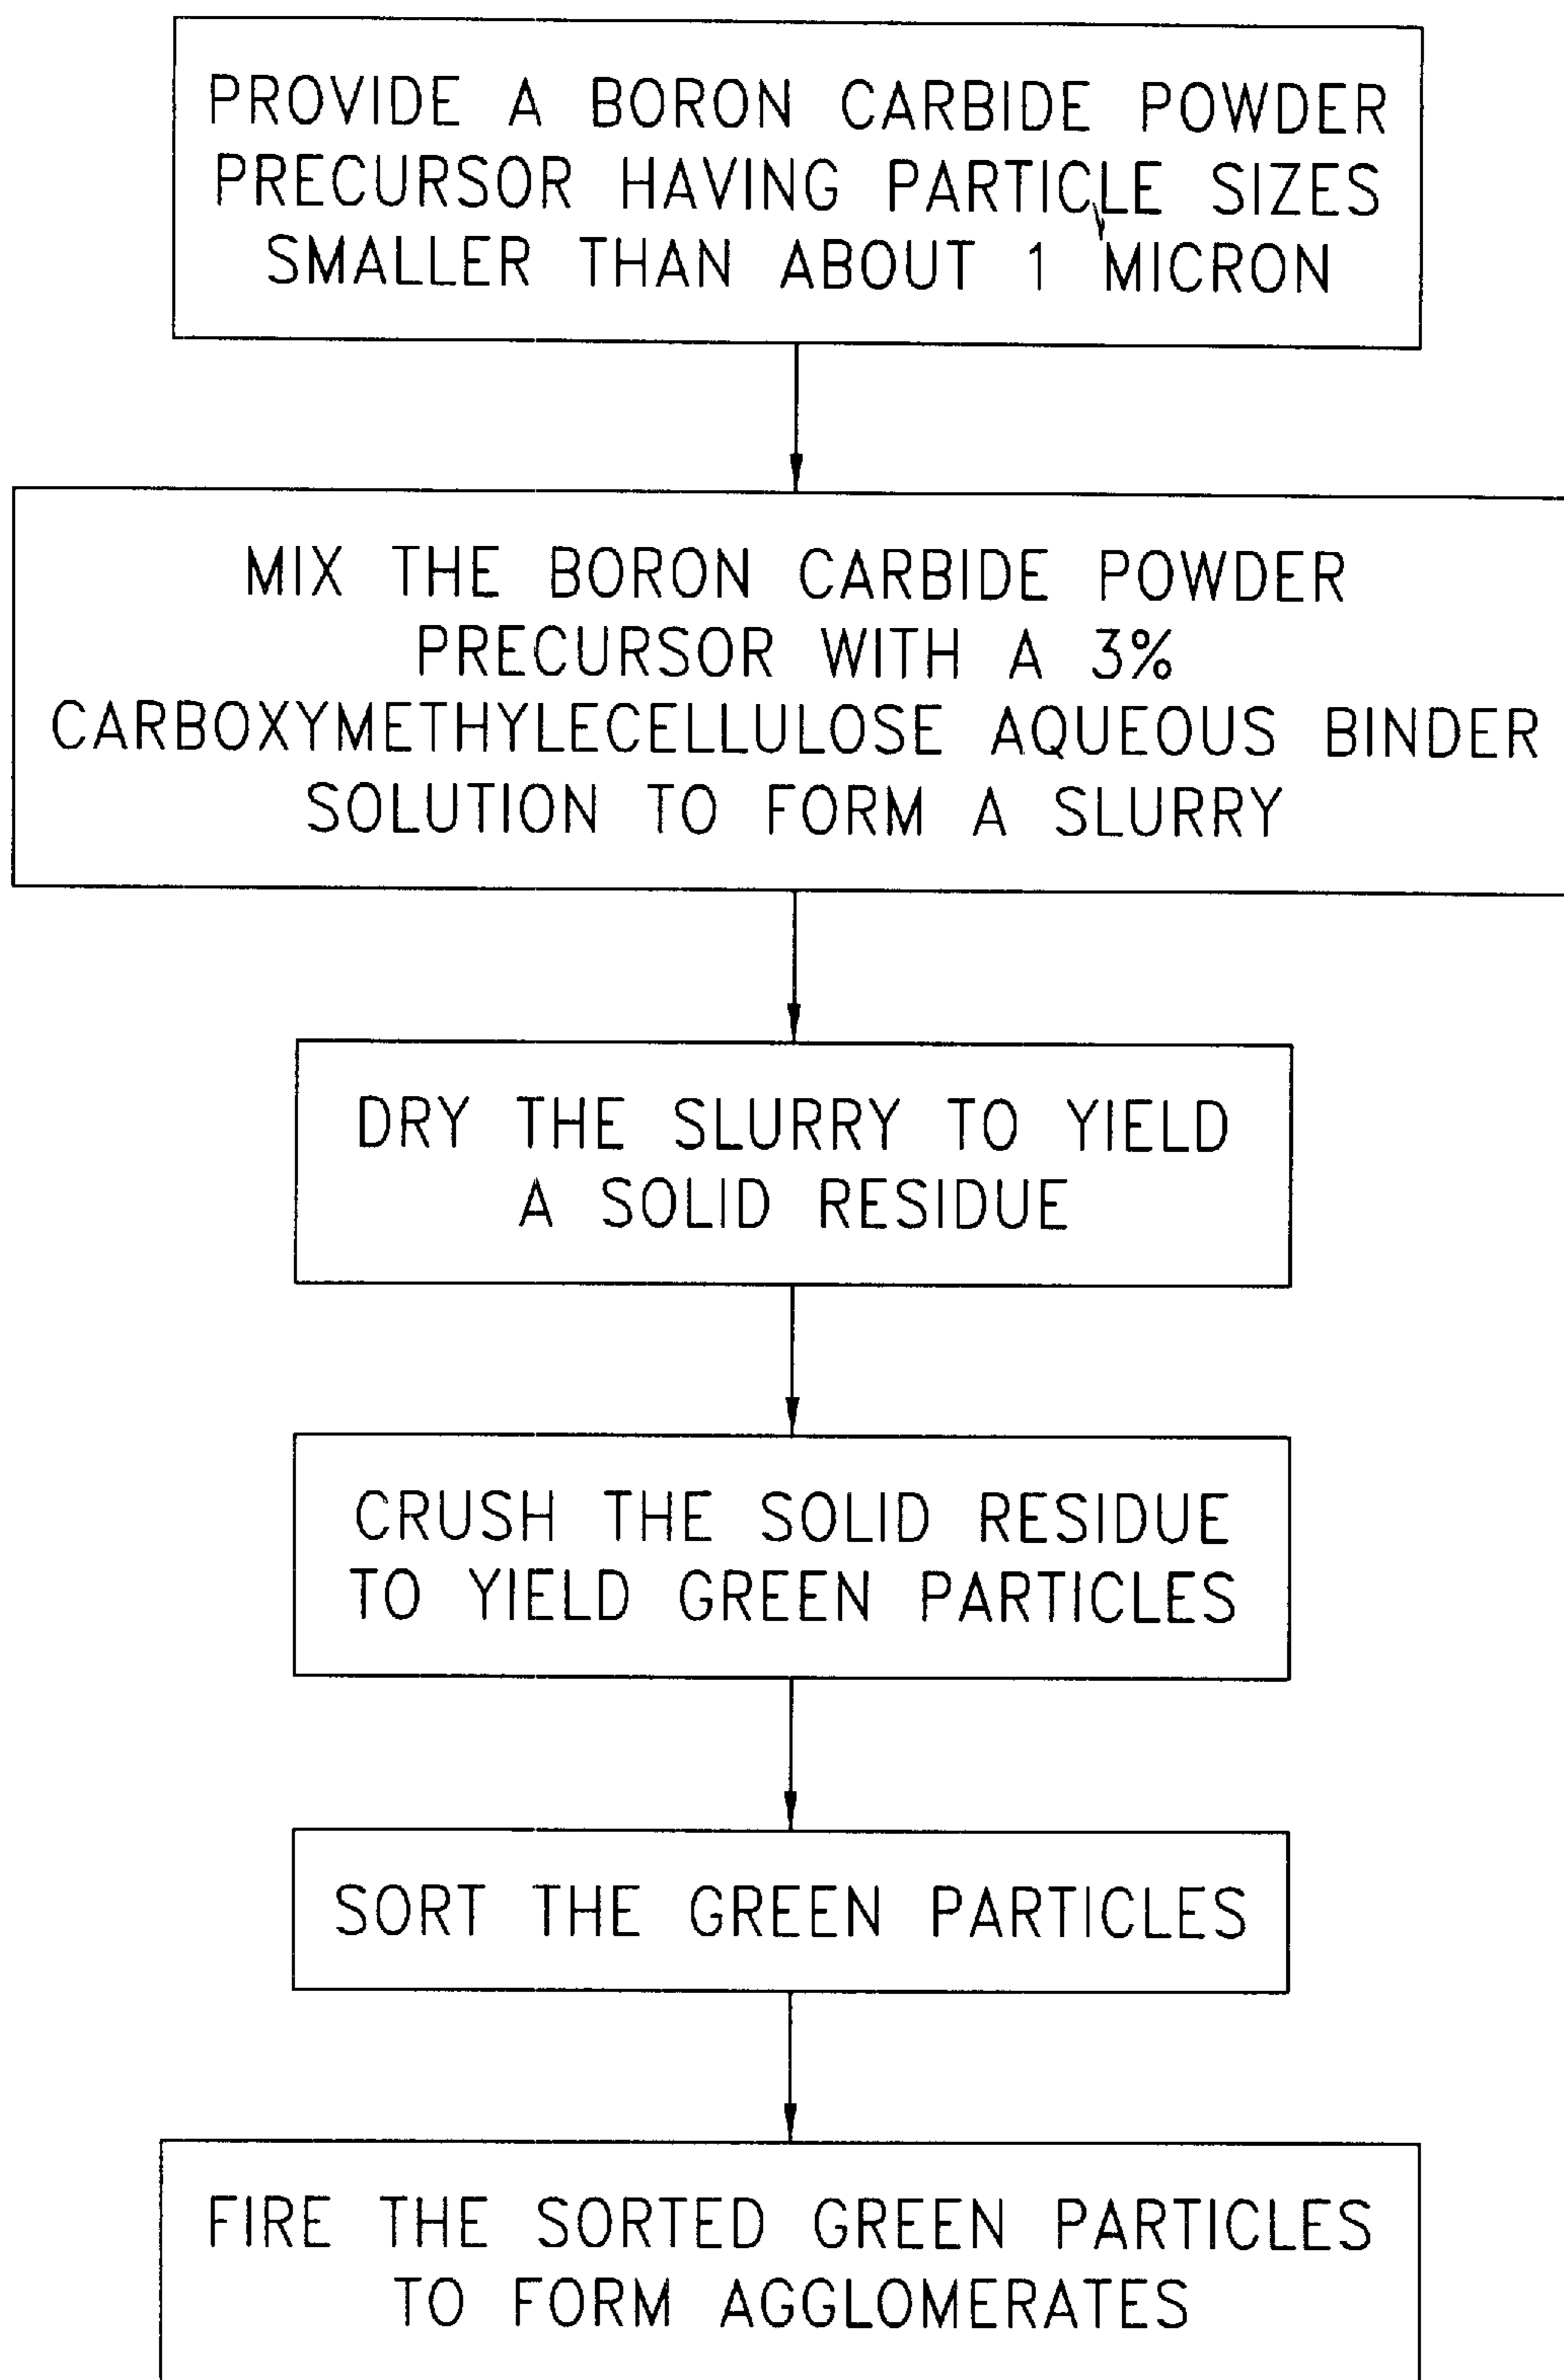 PROVIDE A BORON CARBIDE POWDER
PRECURSOR HAVING PARTICLE SIZES
SMALLER THAN ABOUT 1 MICRON
MIX THE BORON CARBIDE POWDER
PRECURSOR WITH A 3%
CARBOXYMETHYLECELLULOSE AQUEOUS BINDER
SOLUTION TO FORM A SLURRY
DRY THE SLURRY TO YIELD
A SOLID RESIDUE
CRUSH THE SOLID RESIDUE
TO YIELD GREEN PARTICLES
SORT THE GREEN PARTICLES
FIRE THE SORTED GREEN PARTICLES
TO FORM AGGLOMERATES